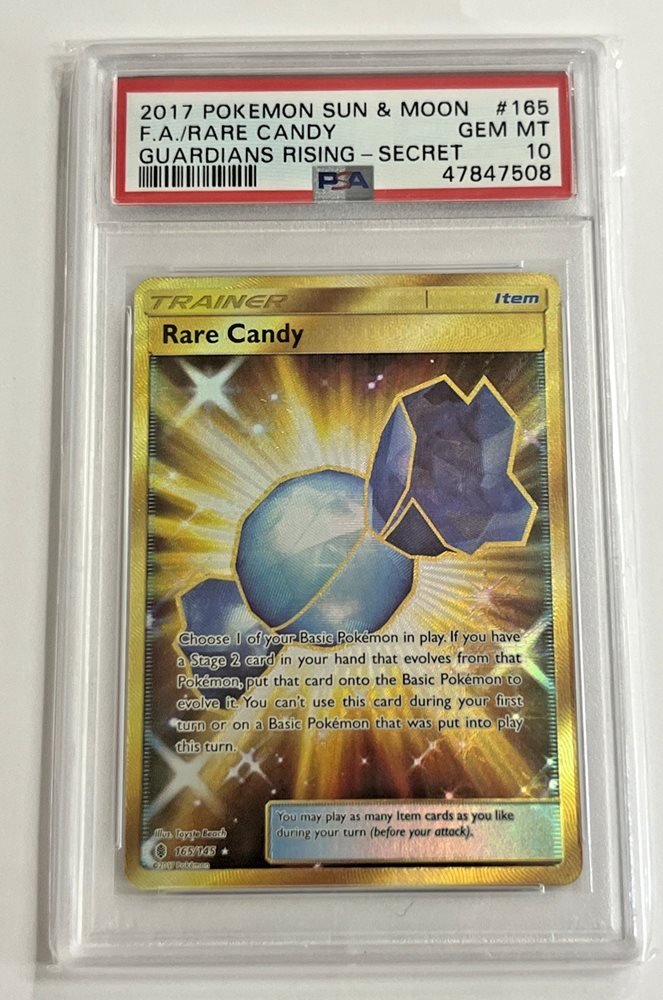 2017 POKEMON SUN & MOON #165
F.A./RARE CANDY GEM MT
GUARDIANS RISING - SECRET 10
PSA 47847508
TRAINER Item
Rare Candy
Choose 1 of your Basic Pokémon in play. If you have
a Stage 2 card in your hand that evolves from that
Pokémon, put that card onto the Basic Pokémon to
evolve it. You can't use this card during your first
turn or on a Basic Pokémon that was put into play
this turn.
You may play as many Item cards as you like
during your turn (before your attack).
Illus. Toyste Beach
165/145
©2017 Pokémon